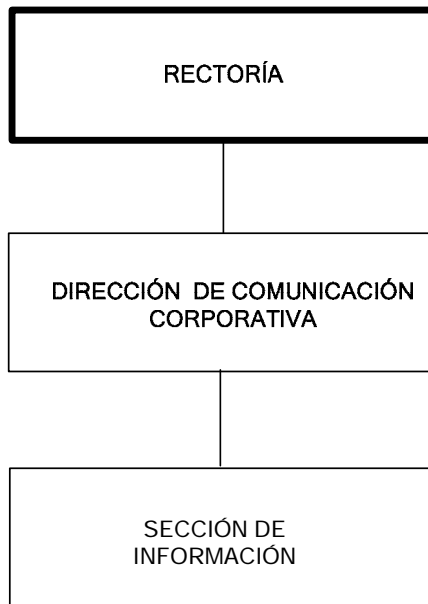 RECTORÍA
DIRECCIÓN DE COMUNICACIÓN
CORPORATIVA
SECCIÓN DE
INFORMACIÓN